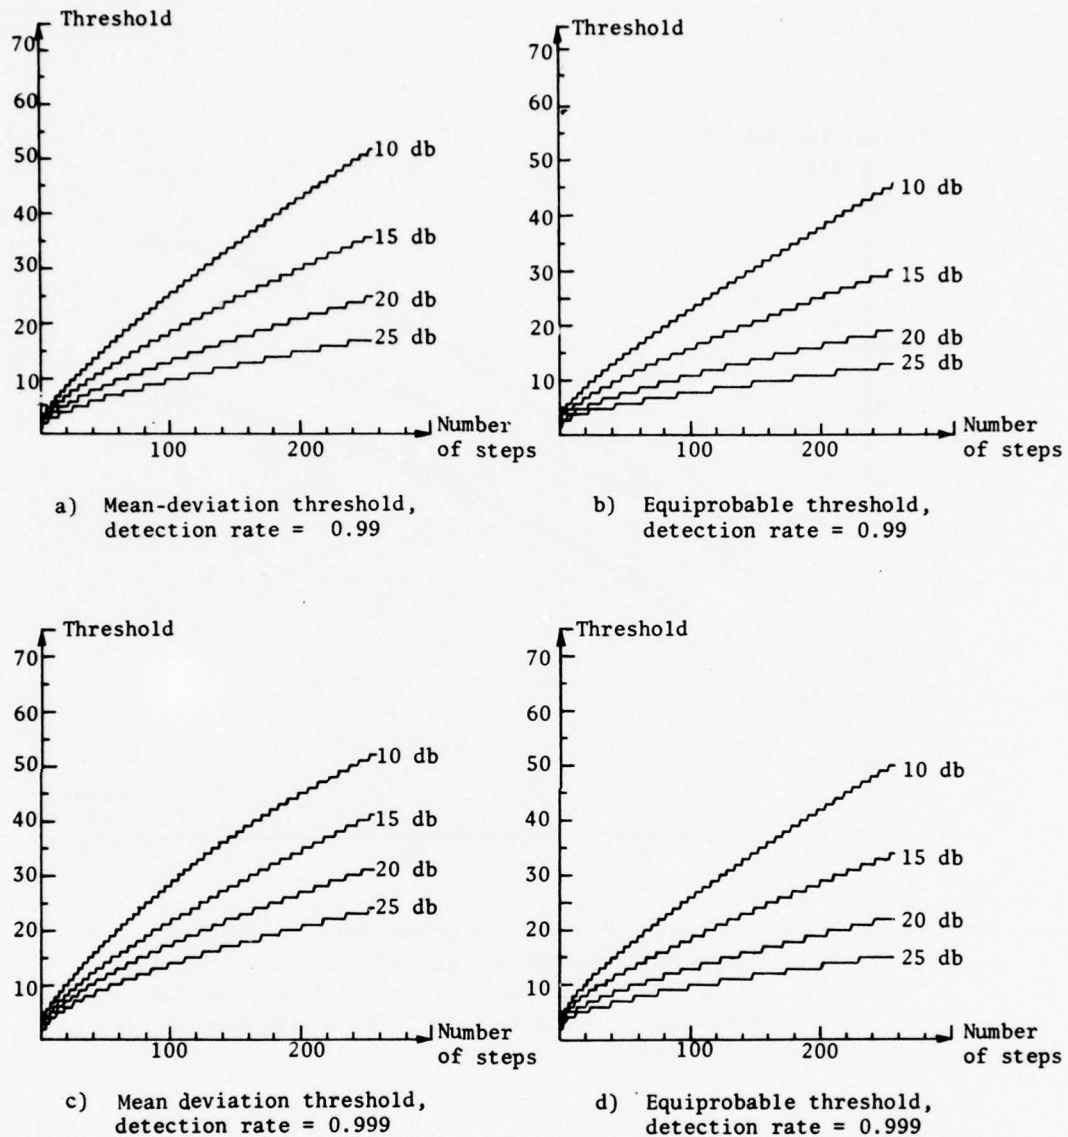 Threshold
70
60
50
40
30
20
10
10 db
15 db
20 db
25 db
100
200
Number
of steps
a) Mean-deviation threshold,
detection rate = 0.99
Threshold
70
60
50
40
30
20
10
10 db
15 db
20 db
25 db
100
200
Number
of steps
b) Equiprobable threshold,
detection rate = 0.99
Threshold
70
60
50
40
30
20
10
10 db
15 db
20 db
25 db
100
200
Number
of steps
c) Mean deviation threshold,
detection rate = 0.999
Threshold
70
60
50
40
30
20
10
10 db
15 db
20 db
25 db
100
200
Number
of steps
d) Equiprobable threshold,
detection rate = 0.999